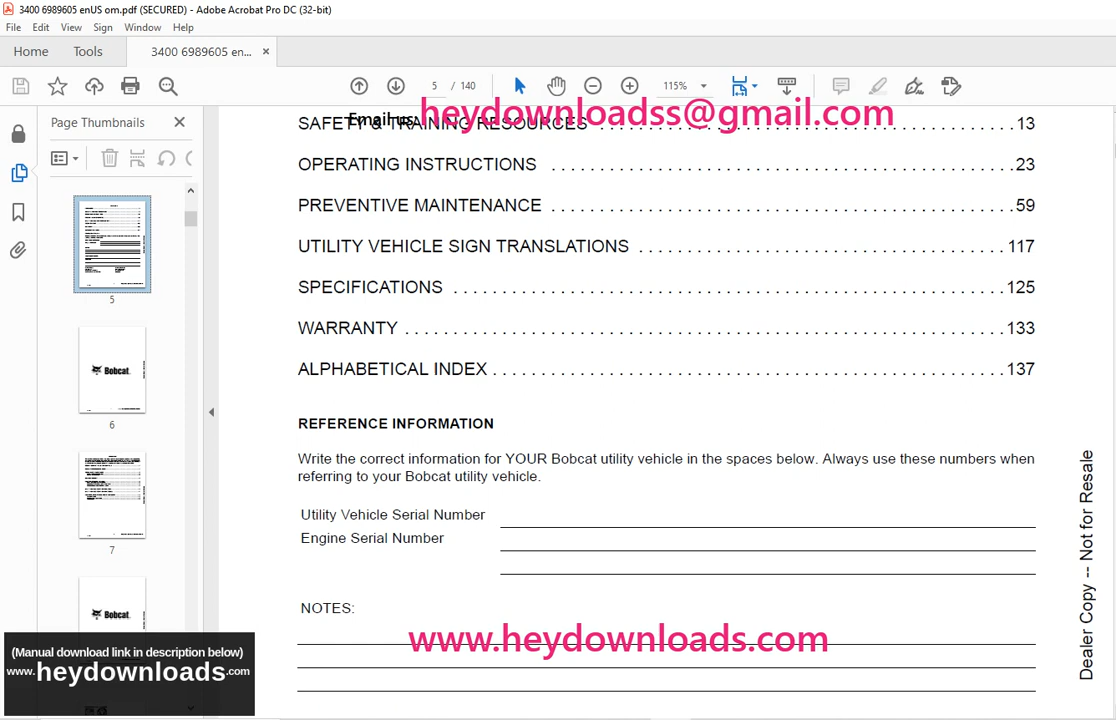 3400 6989605 enUS om.pdf (SECURED) - Adobe Acrobat Pro DC (32-bit)
File Edit View Sign Window Help
Home Tools 3400 6989605 en... ×
5 / 140 115%
Email us: heydownloadss@gmail.com
Page Thumbnails
SAFETY & TRAINING RESOURCES . . . . . . . . . . . . . . . . . . . . . . . . . . . . . . . . . . . 13
OPERATING INSTRUCTIONS . . . . . . . . . . . . . . . . . . . . . . . . . . . . . . . . . . . . . . . 23
PREVENTIVE MAINTENANCE . . . . . . . . . . . . . . . . . . . . . . . . . . . . . . . . . . . . . . . 59
UTILITY VEHICLE SIGN TRANSLATIONS . . . . . . . . . . . . . . . . . . . . . . . . . . . . . . . 117
SPECIFICATIONS . . . . . . . . . . . . . . . . . . . . . . . . . . . . . . . . . . . . . . . . . . . . . . 125
WARRANTY . . . . . . . . . . . . . . . . . . . . . . . . . . . . . . . . . . . . . . . . . . . . . . . . . . 133
ALPHABETICAL INDEX . . . . . . . . . . . . . . . . . . . . . . . . . . . . . . . . . . . . . . . . . . . 137
REFERENCE INFORMATION
Write the correct information for YOUR Bobcat utility vehicle in the spaces below. Always use these numbers when
referring to your Bobcat utility vehicle.
Utility Vehicle Serial Number
Engine Serial Number
NOTES:
www.heydownloads.com
Dealer Copy -- Not for Resale
5
Bobcat
6
7
Bobcat
(Manual download link in description below)
www.heydownloads.com